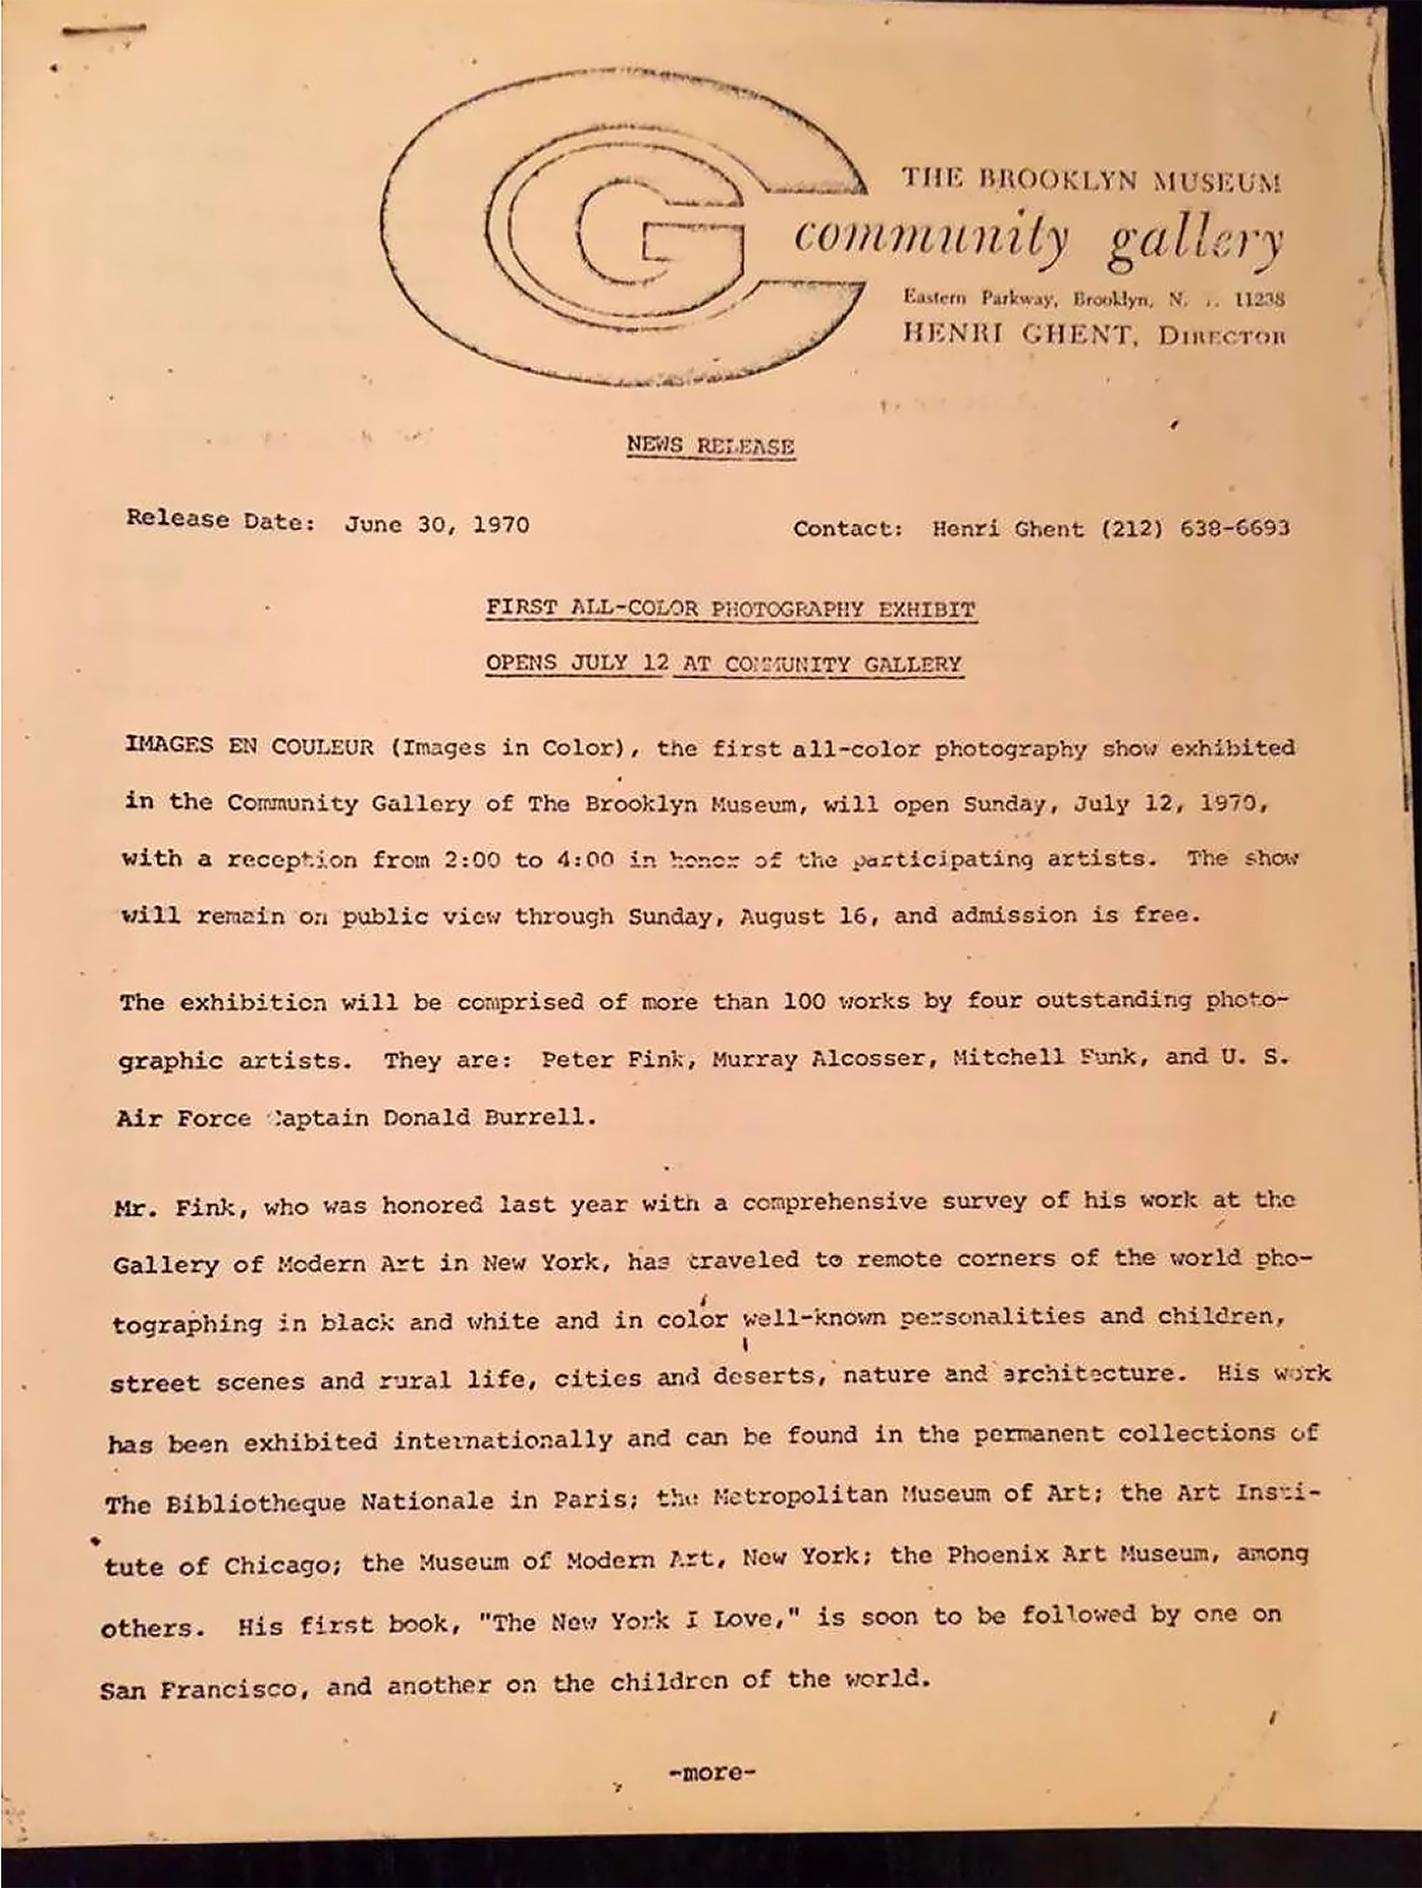 CG
THE BROOKLYN MUSEUM
community gallery
Eastern Parkway, Brooklyn, N. .. 11238
HENRI GHENT, DIRECTOR
NEWS RELEASE
Release Date: June 30, 1970
Contact: Henri Ghent (212) 638-6693
FIRST ALL-COLOR PHOTOGRAPHY EXHIBIT
OPENS JULY 12 AT COMMUNITY GALLERY
IMAGES EN COULEUR (Images in Color), the first all-color photography show exhibited
in the Community Gallery of The Brooklyn Museum, will open Sunday, July 12, 1970,
with a reception from 2:00 to 4:00 in honor of the participating artists. The show
will remain on public view through Sunday, August 16, and admission is free.
The exhibition will be comprised of more than 100 works by four outstanding photo-
graphic artists. They are: Peter Fink, Murray Alcosser, Mitchell Funk, and U. S.
Air Force Captain Donald Burrell.
Mr. Fink, who was honored last year with a comprehensive survey of his work at the
Gallery of Modern Art in New York, has traveled to remote corners of the world pho-
tographing in black and white and in color well-known personalities and children,
street scenes and rural life, cities and deserts, nature and architecture. His work
has been exhibited internationally and can be found in the permanent collections of
The Bibliotheque Nationale in Paris; the Metropolitan Museum of Art; the Art Insti-
tute of Chicago; the Museum of Modern Art, New York; the Phoenix Art Museum, among
others. His first book, "The New York I Love," is soon to be followed by one on
San Francisco, and another on the children of the world.
-more-